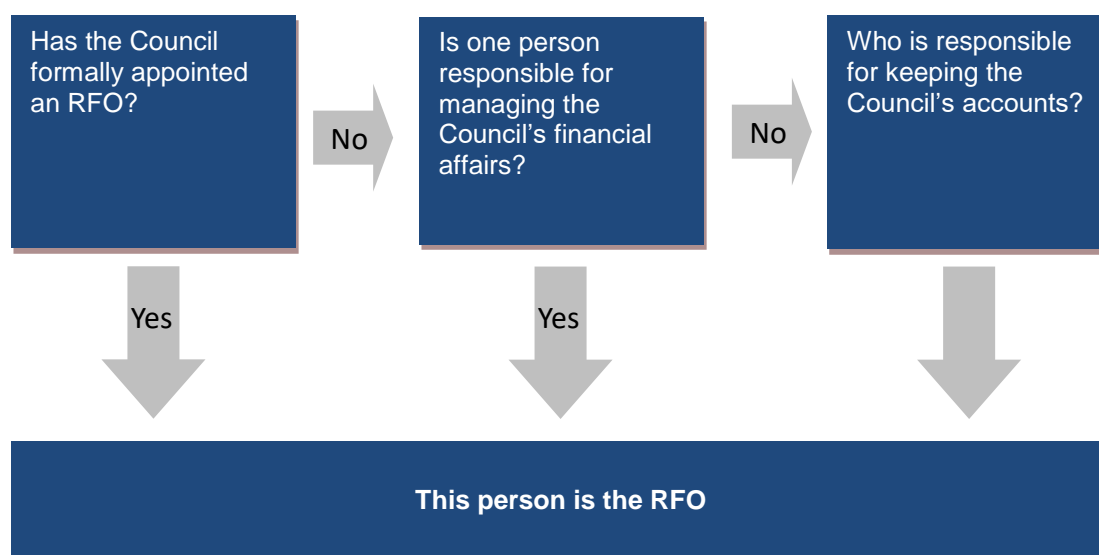 Has the Council
formally appointed
an RFO?
No
Is one person
responsible for
managing the
Council’s financial
affairs?
No
Who is responsible
for keeping the
Council’s accounts?
Yes
Yes
This person is the RFO